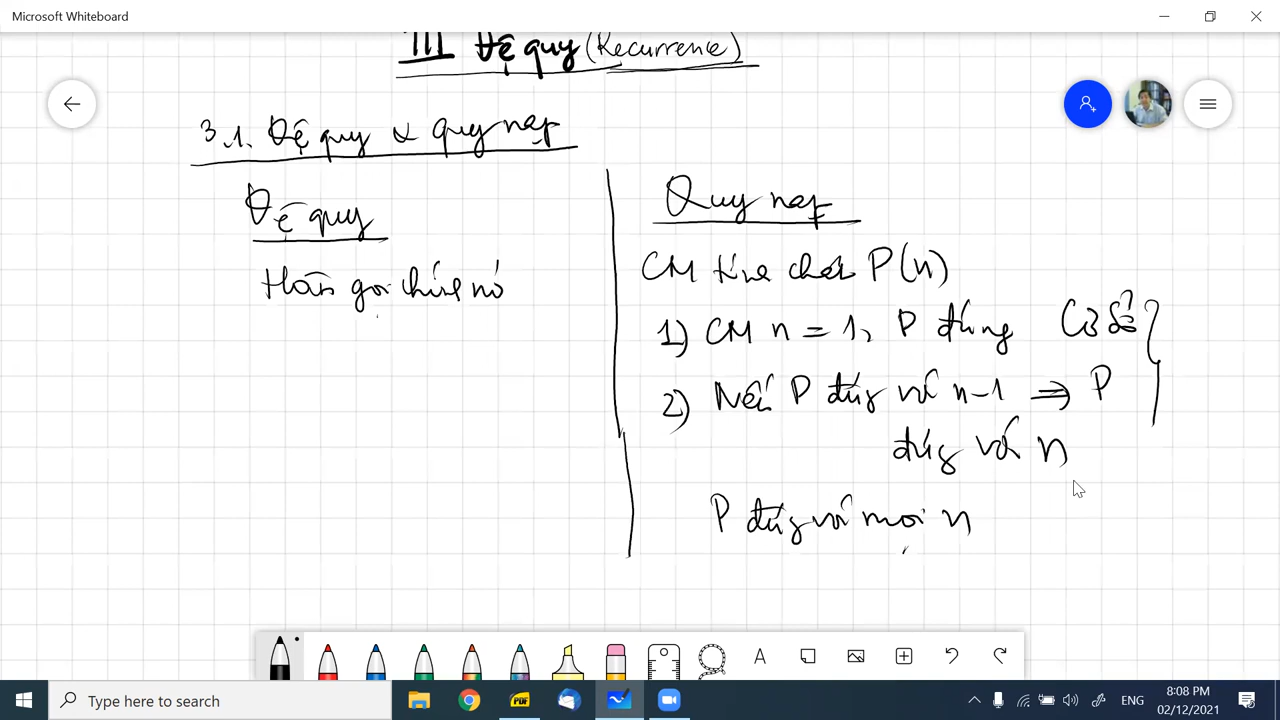 Microsoft Whiteboard
III Đệ quy (Recurrence)
3.1. Đệ quy & quy nạp
Đệ quy
Hàm gọi chính nó
Quy nạp
CM tính chất P(n)
1) CM n = 1, P đúng Cơ sở
2) Nếu P đúng với n-1 ⇒ P
đúng với n
P đúng với mọi n
PDF
Type here to search
ENG
8:08 PM
02/12/2021